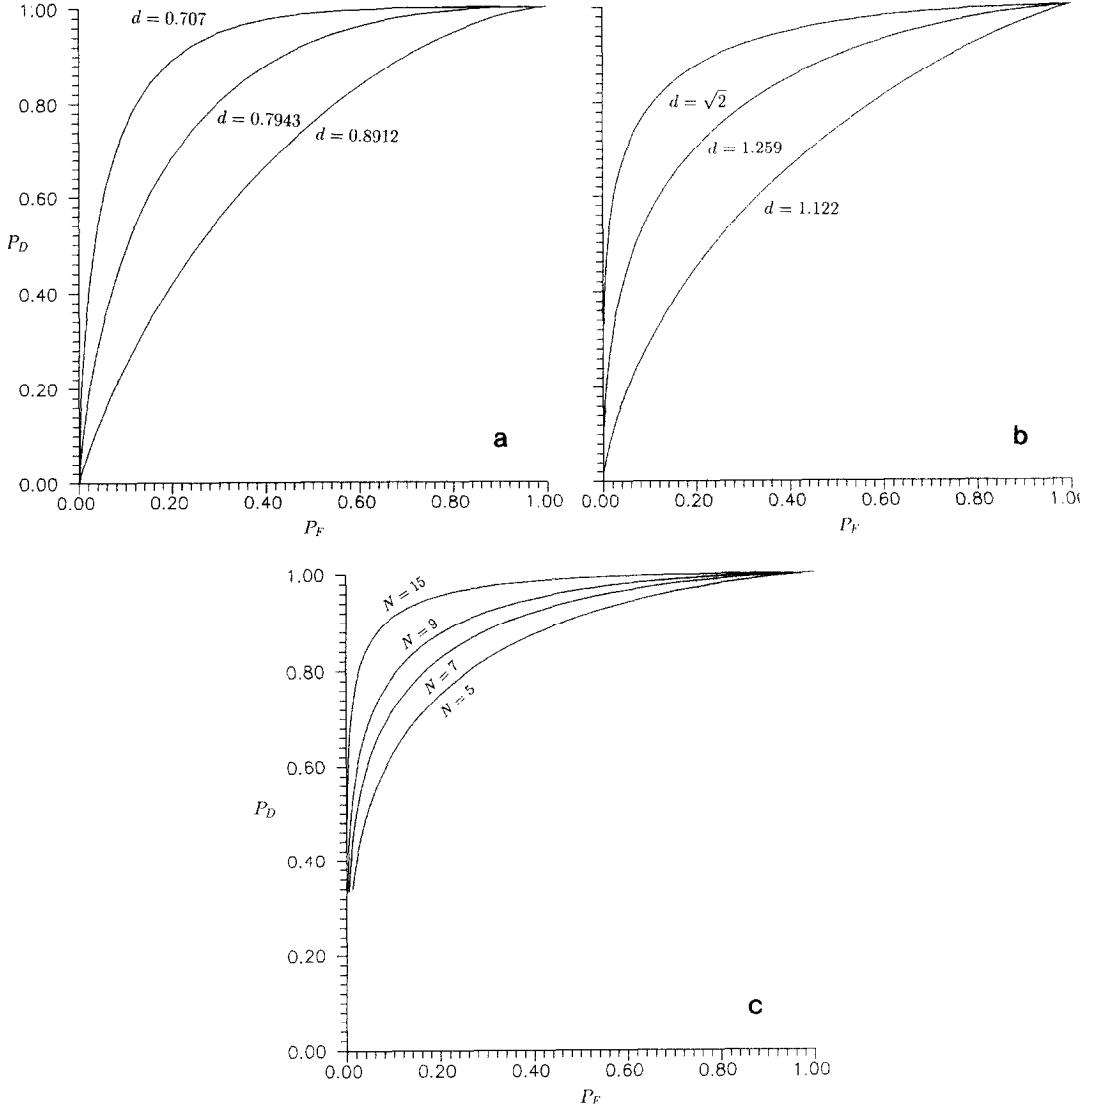 1.00
d = 0.707
0.80
d = 0.7943
d = 0.8912
0.60
P_D
0.40
0.20
a
0.00
0.00 0.20 0.40 0.60 0.80 1.00
P_F
d = √2
d = 1.259
d = 1.122
b
0.00 0.20 0.40 0.60 0.80 1.0
P_F
1.00
N = 15
N = 9
0.80
N = 7
N = 5
0.60
P_D
0.40
0.20
c
0.00
0.00 0.20 0.40 0.60 0.80 1.00
P_F